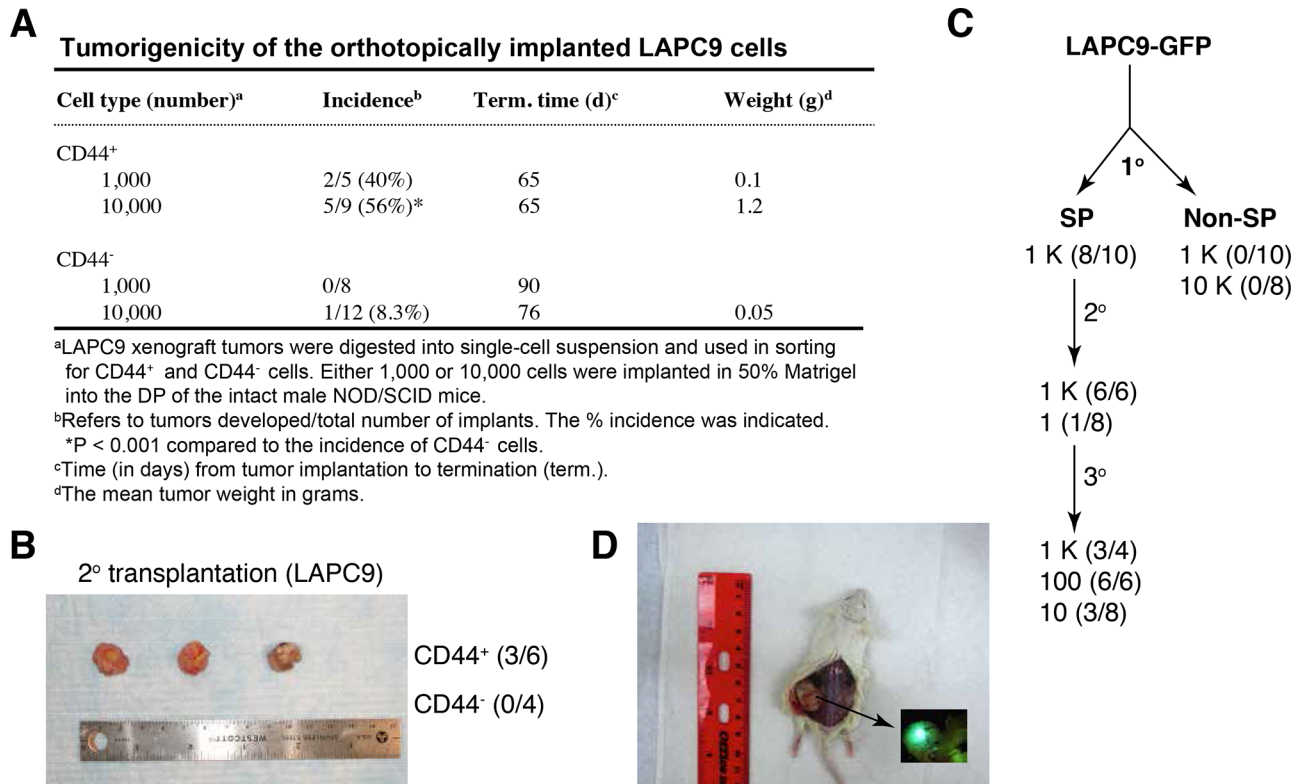 A
Tumorigenicity of the orthotopically implanted LAPC9 cells
Cell type (number)ᵃ Incidenceᵇ Term. time (d)ᶜ Weight (g)ᵈ
CD44⁺
1,000 2/5 (40%) 65 0.1
10,000 5/9 (56%)* 65 1.2
CD44⁻
1,000 0/8 90
10,000 1/12 (8.3%) 76 0.05
ᵃLAPC9 xenograft tumors were digested into single-cell suspension and used in sorting
for CD44⁺ and CD44⁻ cells. Either 1,000 or 10,000 cells were implanted in 50% Matrigel
into the DP of the intact male NOD/SCID mice.
ᵇRefers to tumors developed/total number of implants. The % incidence was indicated.
*P < 0.001 compared to the incidence of CD44⁻ cells.
ᶜTime (in days) from tumor implantation to termination (term.).
ᵈThe mean tumor weight in grams.
B
2º transplantation (LAPC9)
CD44⁺ (3/6)
CD44⁻ (0/4)
WESTCOTT
C
LAPC9-GFP
1º
SP Non-SP
1 K (8/10) 1 K (0/10)
10 K (0/8)
2º
1 K (6/6)
1 (1/8)
3º
1 K (3/4)
100 (6/6)
10 (3/8)
D